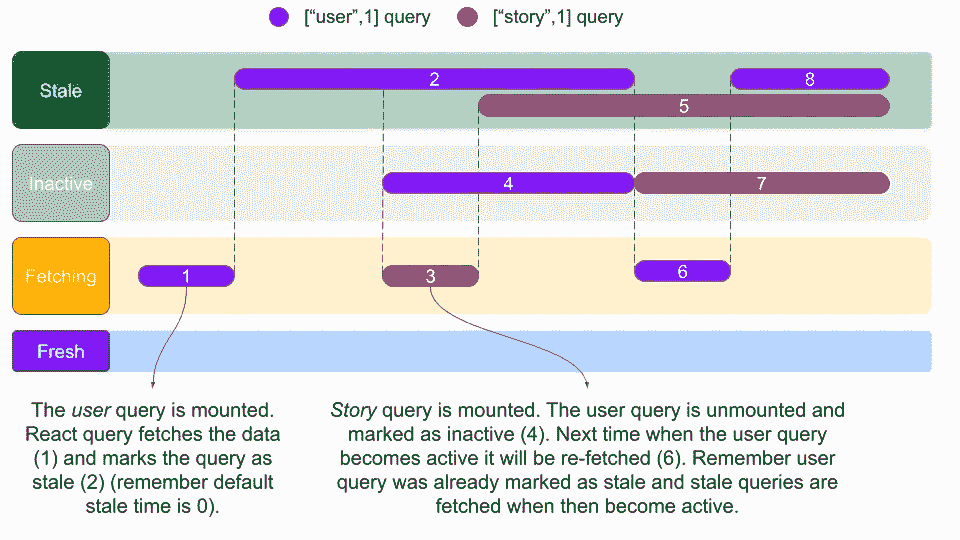 [“user”,1] query
[“story”,1] query
Stale
2
8
5
Inactive
4
7
Fetching
1
3
6
Fresh
The user query is mounted.
React query fetches the data
(1) and marks the query as
stale (2) (remember default
stale time is 0).
Story query is mounted. The user query is unmounted and
marked as inactive (4). Next time when the user query
becomes active it will be re-fetched (6). Remember user
query was already marked as stale and stale queries are
fetched when then become active.